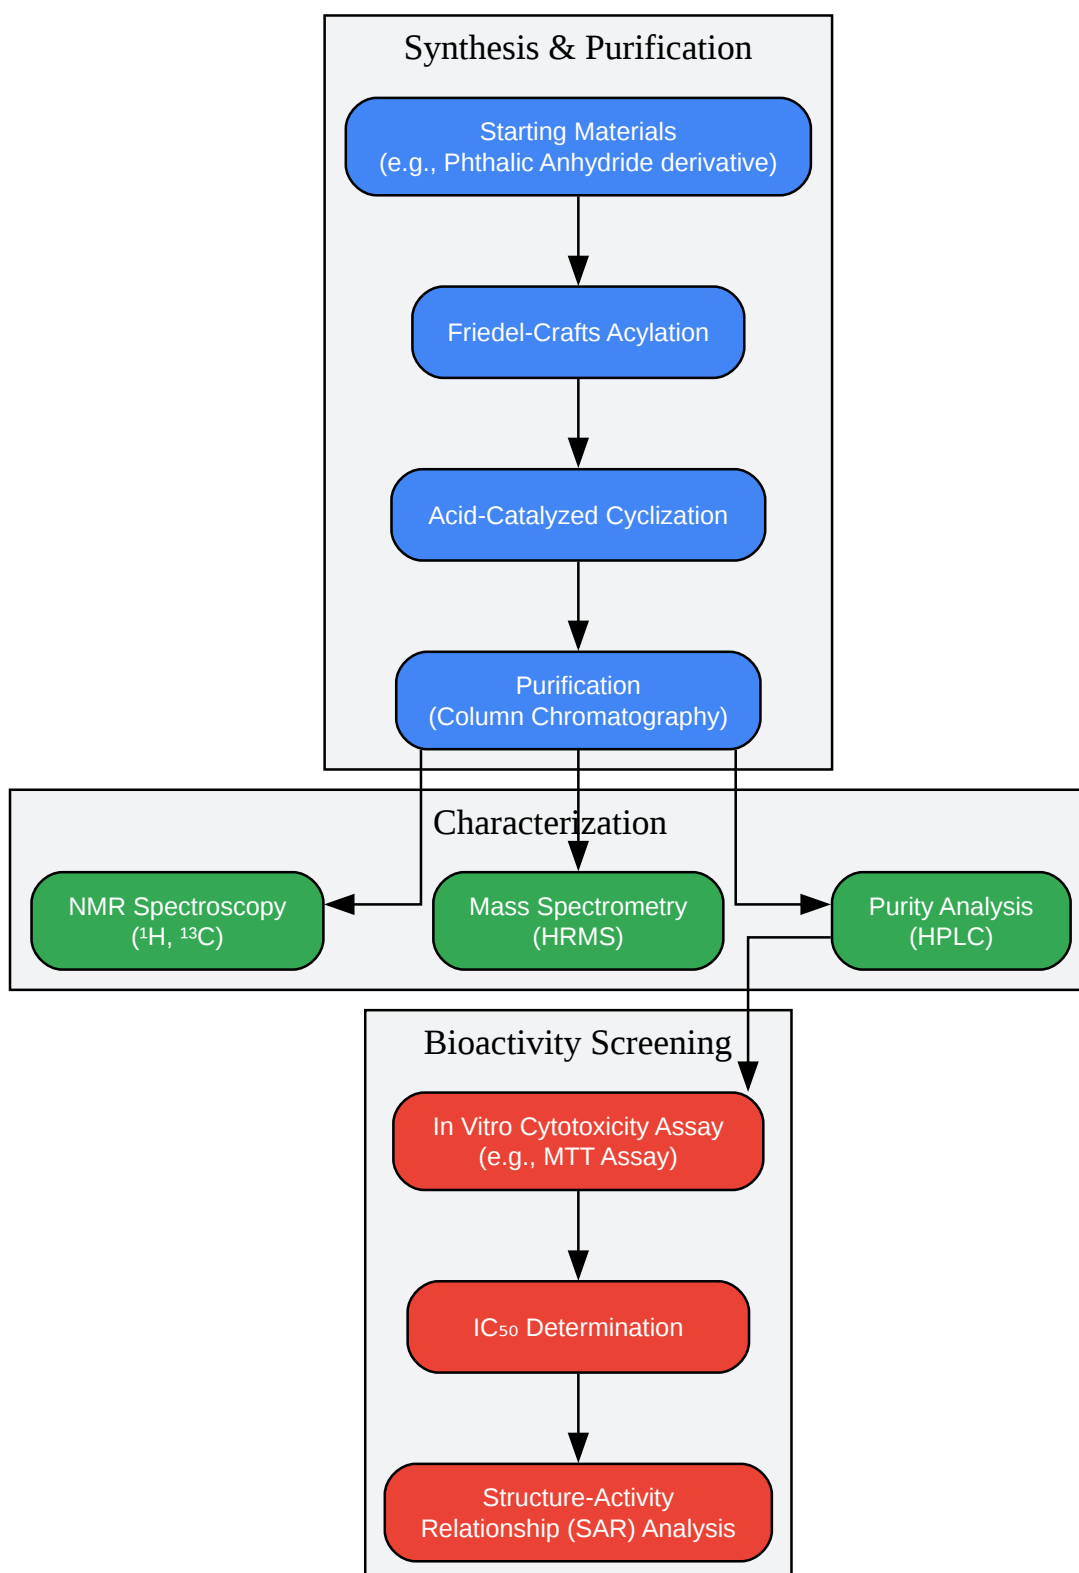 Synthesis & Purification
Starting Materials
(e.g., Phthalic Anhydride derivative)
Friedel-Crafts Acylation
Acid-Catalyzed Cyclization
Purification
(Column Chromatography)
Characterization
NMR Spectroscopy
(¹H, ¹³C)
Mass Spectrometry
(HRMS)
Purity Analysis
(HPLC)
Bioactivity Screening
In Vitro Cytotoxicity Assay
(e.g., MTT Assay)
IC₅₀ Determination
Structure-Activity
Relationship (SAR) Analysis